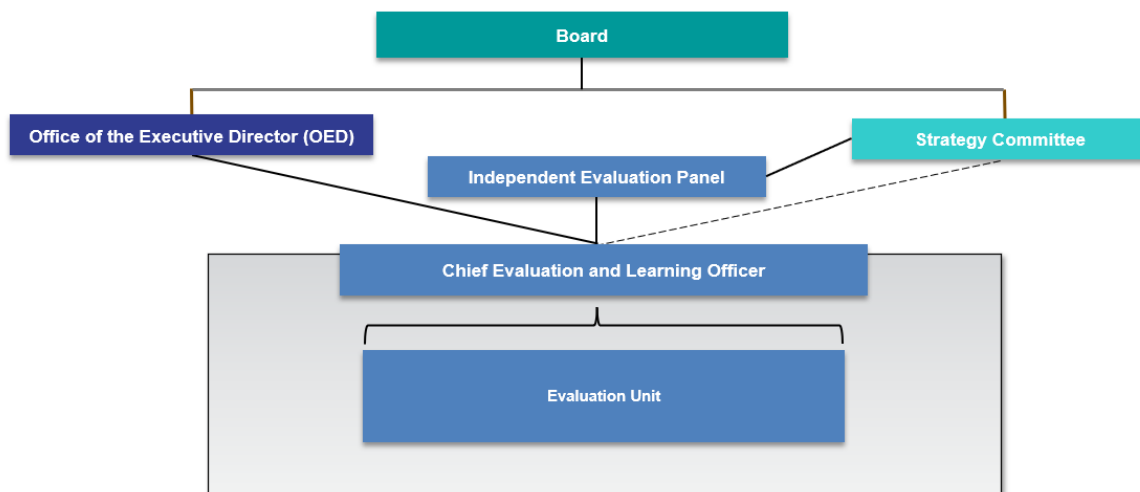 Board
Office of the Executive Director (OED)
Strategy Committee
Independent Evaluation Panel
Chief Evaluation and Learning Officer
Evaluation Unit